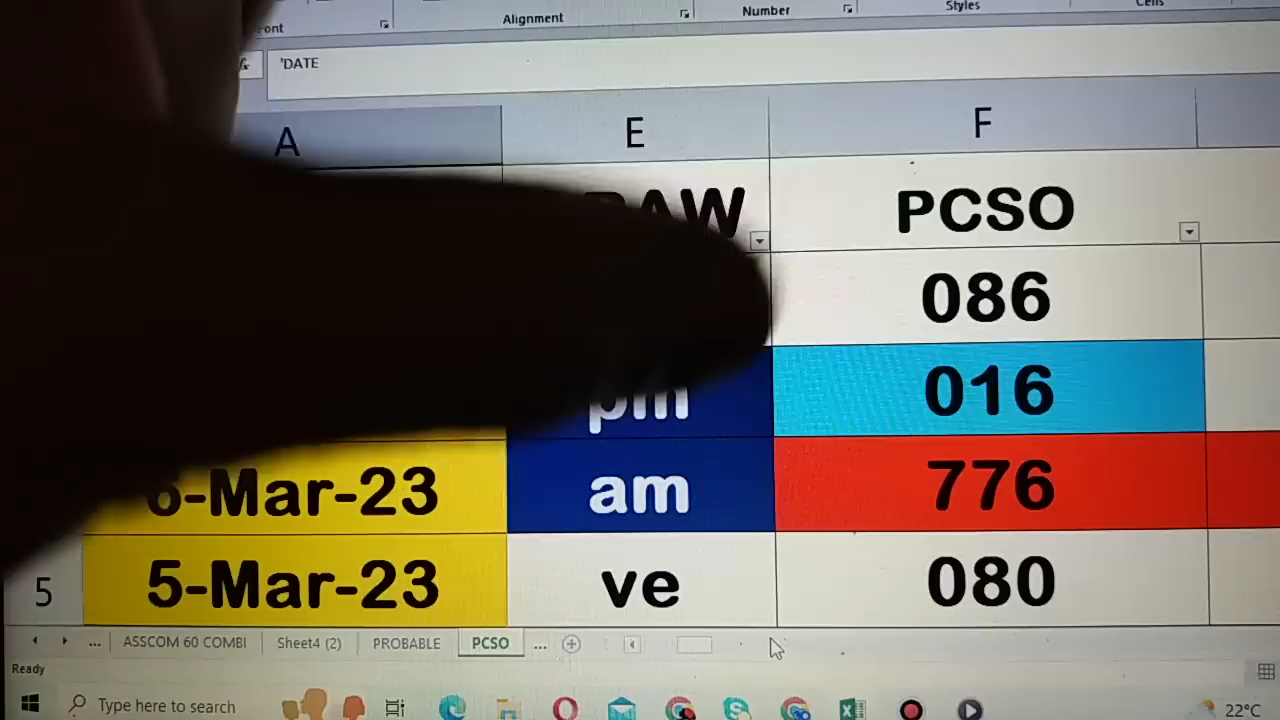 Alignment
Number
Styles
Cells
'DATE
A E F
PCSO
086
pm 016
6-Mar-23 am 776
5 5-Mar-23 ve 080
... ASSCOM 60 COMBI Sheet4 (2) PROBABLE PCSO ...
Ready
Type here to search
22°C